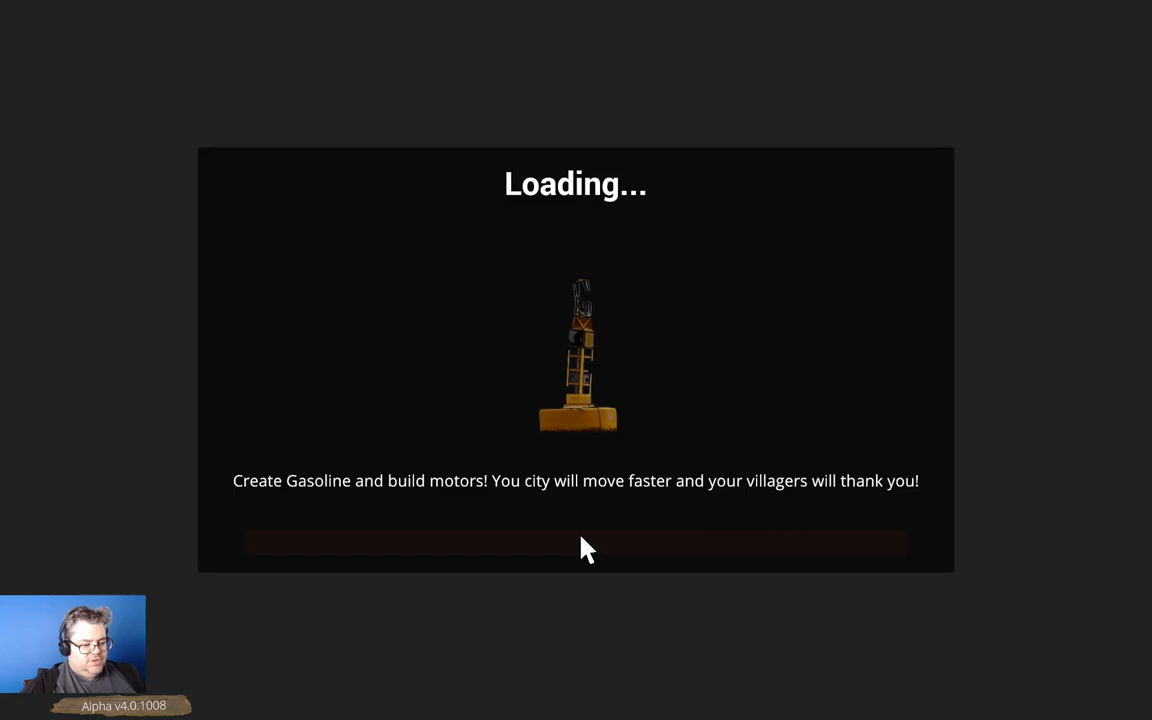 Loading...
Create Gasoline and build motors! You city will move faster and your villagers will thank you!
Alpha v4.0.1008